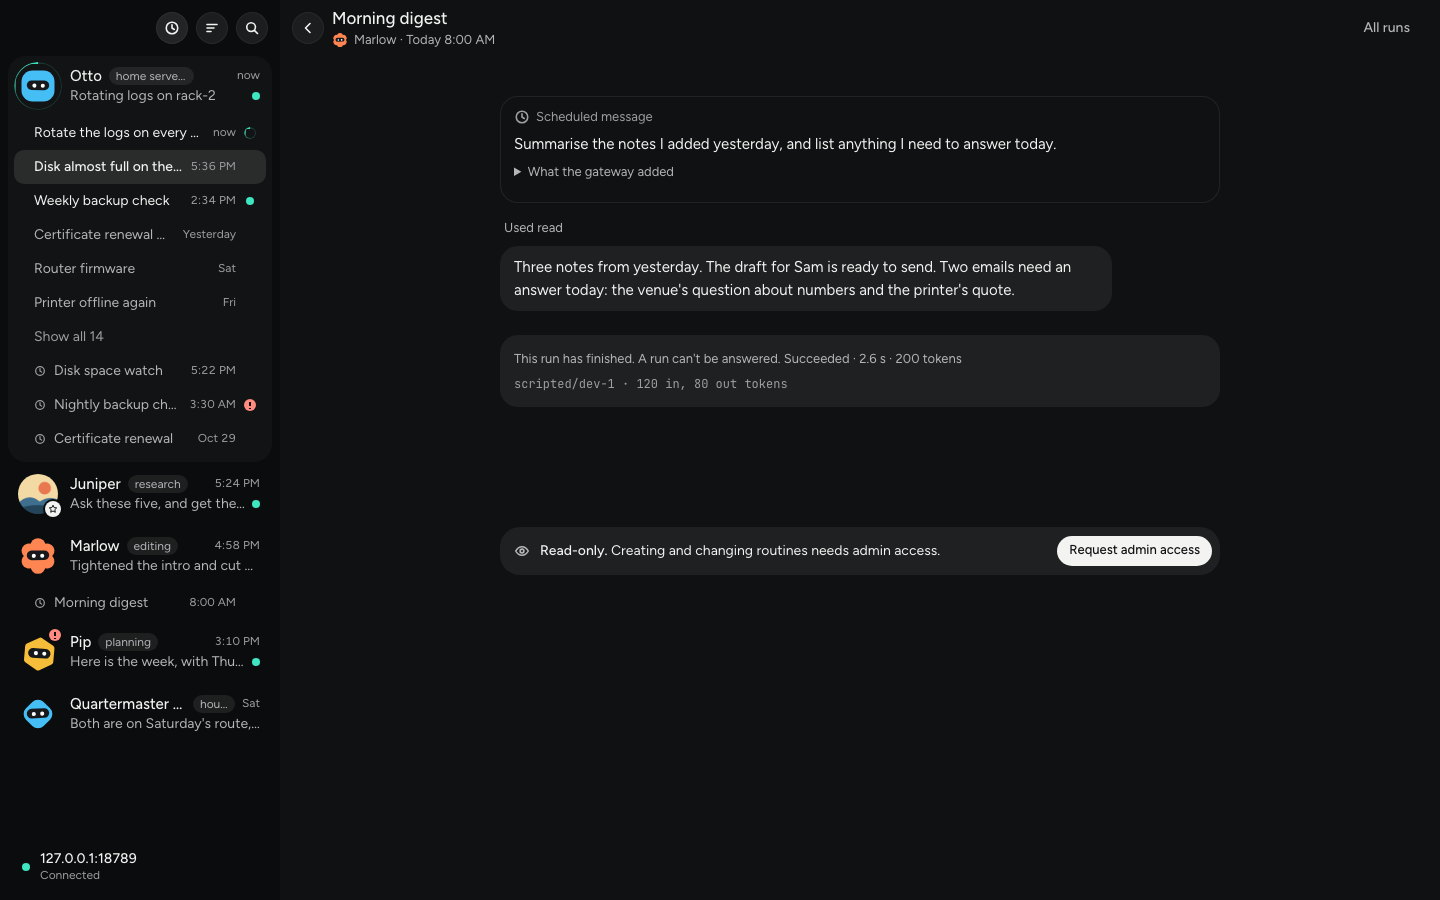 Otto home serve... now
Rotating logs on rack-2
Rotate the logs on every ... now
Disk almost full on the... 5:36 PM
Weekly backup check 2:34 PM
Certificate renewal ... Yesterday
Router firmware Sat
Printer offline again Fri
Show all 14
Disk space watch 5:22 PM
Nightly backup ch... 3:30 AM
Certificate renewal Oct 29
Juniper research 5:24 PM
Ask these five, and get the...
Marlow editing 4:58 PM
Tightened the intro and cut ...
Morning digest 8:00 AM
Pip planning 3:10 PM
Here is the week, with Thu...
Quartermaster ... hou... Sat
Both are on Saturday's route,...
127.0.0.1:18789
Connected
Morning digest
Marlow · Today 8:00 AM
All runs
Scheduled message
Summarise the notes I added yesterday, and list anything I need to answer today.
What the gateway added
Used read
Three notes from yesterday. The draft for Sam is ready to send. Two emails need an
answer today: the venue's question about numbers and the printer's quote.
This run has finished. A run can't be answered. Succeeded · 2.6 s · 200 tokens
scripted/dev-1 · 120 in, 80 out tokens
Read-only. Creating and changing routines needs admin access.
Request admin access